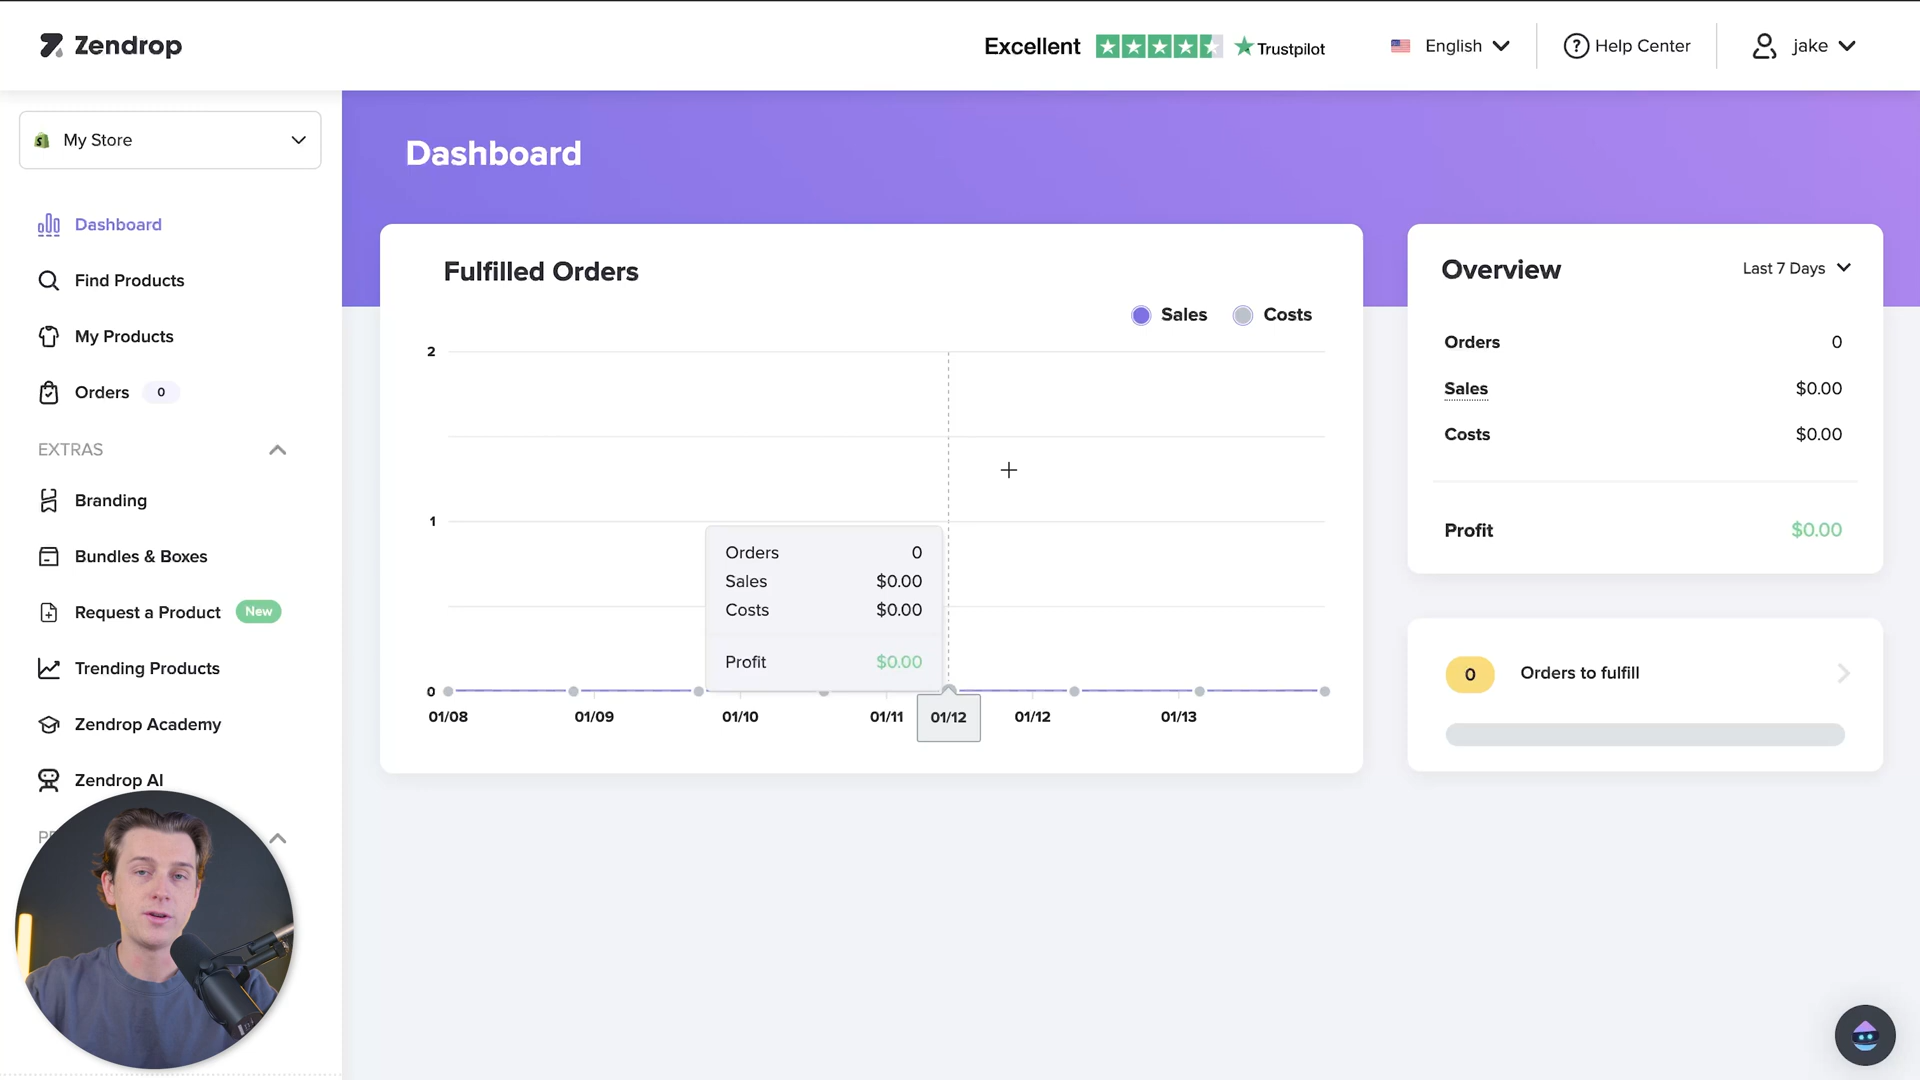 Zendrop
Excellent
Trustpilot
English
Help Center
jake
My Store
Dashboard
Find Products
My Products
Orders 0
EXTRAS
Branding
Bundles & Boxes
Request a Product New
Trending Products
Zendrop Academy
Zendrop AI
Dashboard
Fulfilled Orders
Sales Costs
2
1
0
Orders 0
Sales $0.00
Costs $0.00
Profit $0.00
01/08 01/09 01/10 01/11 01/12 01/12 01/13
Overview
Last 7 Days
Orders 0
Sales $0.00
Costs $0.00
Profit $0.00
0 Orders to fulfill